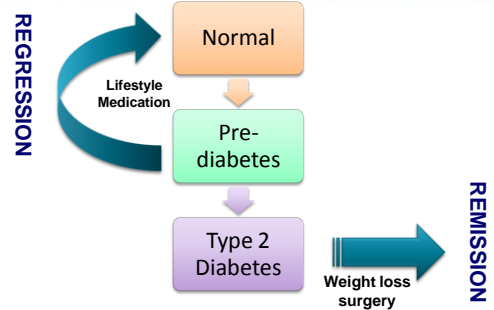 REGRESSION
Normal
Lifestyle
Medication
Pre-
diabetes
Type 2
Diabetes
Weight loss
surgery
REMISSION